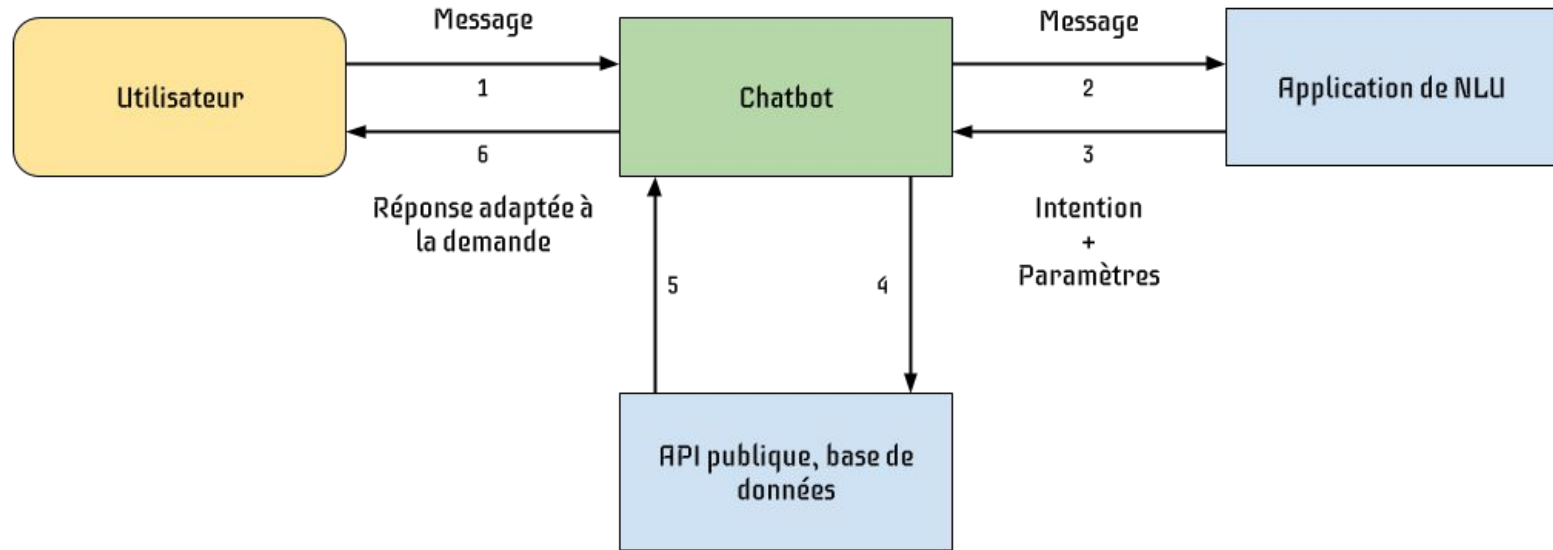 Message
Message
Utilisateur
1
Chatbot
2
Application de NLU
6
3
Réponse adaptée à
la demande
Intention
+
Paramètres
5
4
API publique, base de
données